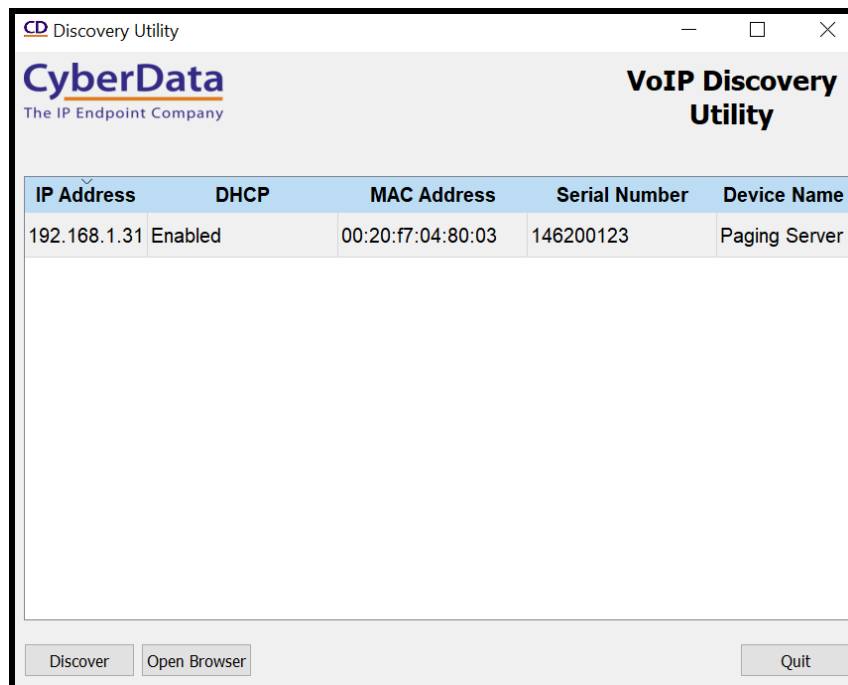 CD Discovery Utility
CyberData
The IP Endpoint Company
VoIP Discovery
Utility
IP Address DHCP MAC Address Serial Number Device Name
192.168.1.31 Enabled 00:20:f7:04:80:03 146200123 Paging Server
Discover Open Browser Quit